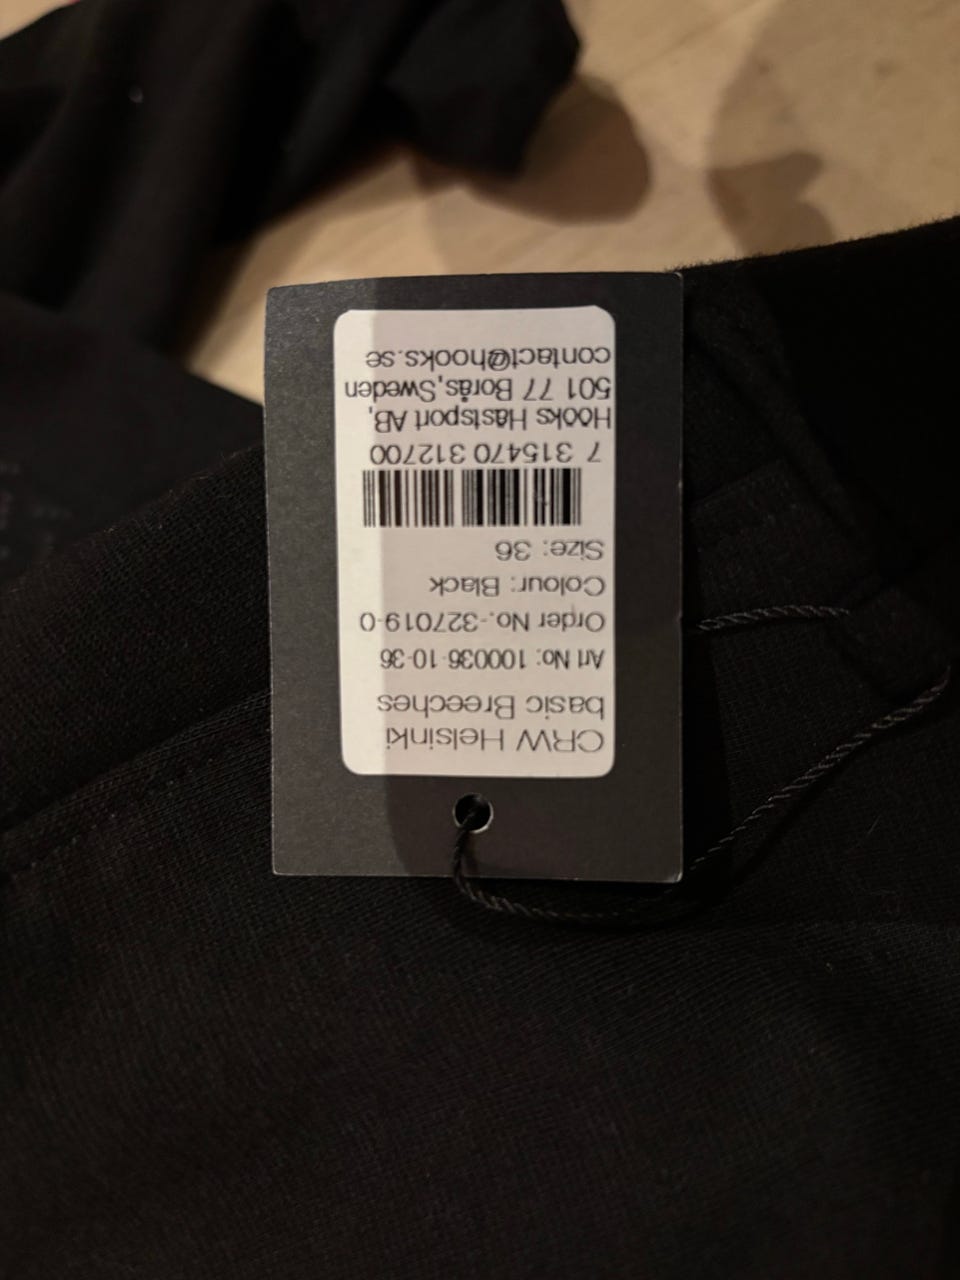 CRW Helsinki
basic Breeches
Art No: 100036-10-36
Order No.-327019-0
Colour: Black
Size: 36
7 315470 312700
Hööks Hästsport AB,
501 77 Borås,Sweden
contact@hooks.se